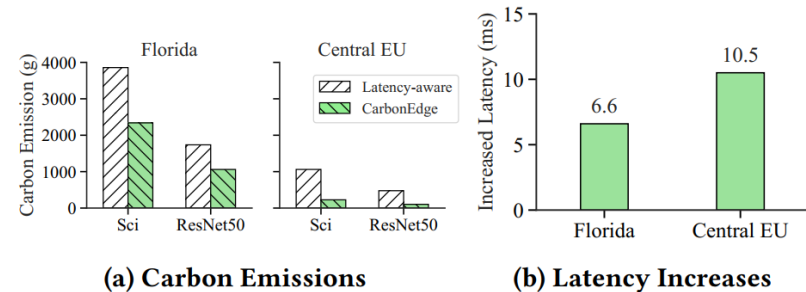 Florida
Central EU
Carbon Emission (g)
4000
3000
2000
1000
0
Latency-aware
CarbonEdge
Sci
ResNet50
Sci
ResNet50
(a) Carbon Emissions
Increased Latency (ms)
15
10
5
0
6.6
10.5
Florida
Central EU
(b) Latency Increases